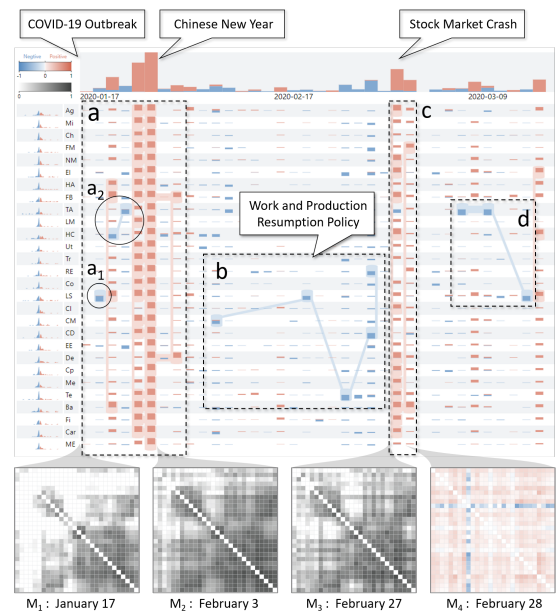 COVID-19 Outbreak
Chinese New Year
Stock Market Crash
Negative Positive
-1 0 1
0 1
2020-01-17
2020-02-17
2020-03-09
a
c
a2
d
a1
b
Work and Production
Resumption Policy
Ag
Mi
Ch
FM
NM
El
HA
FB
TA
LM
HC
Ut
Tr
RE
Co
LS
CI
CM
CD
EE
De
Cp
Me
Te
Ba
Fi
Car
ME
M1 : January 17
M2 : February 3
M3 : February 27
M4 : February 28